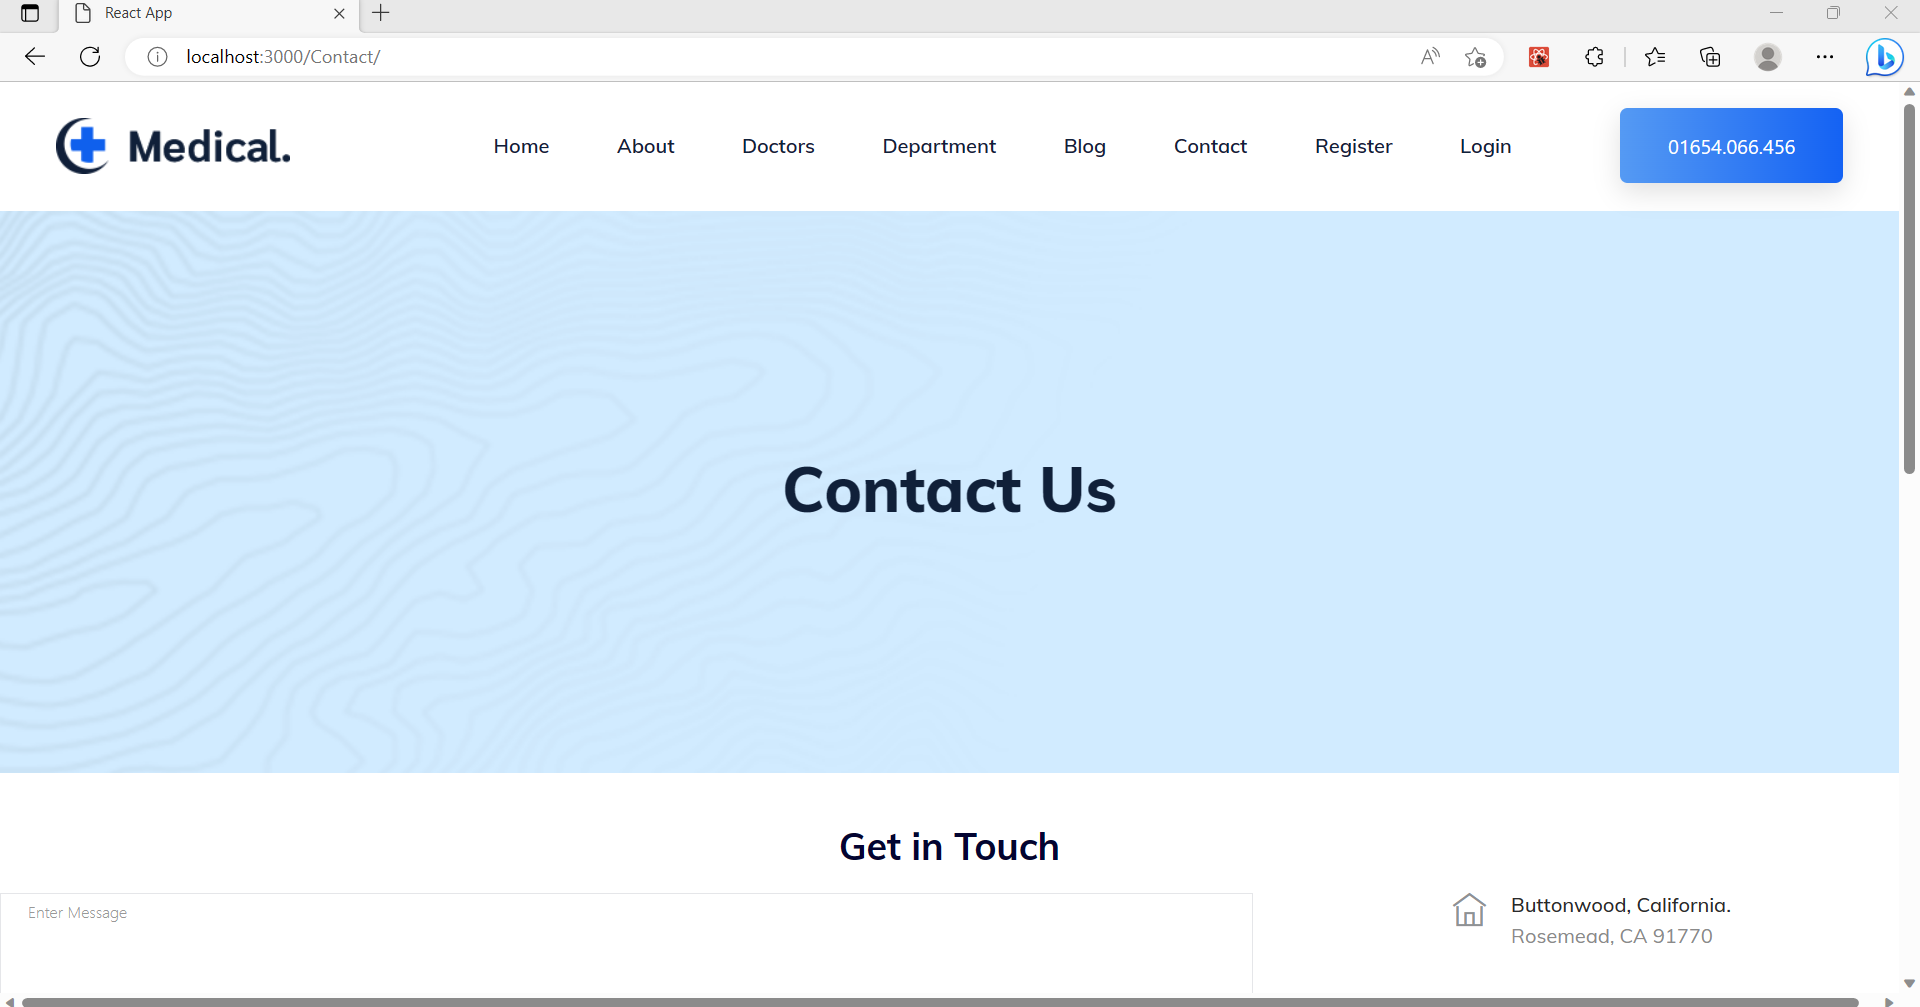 React App
localhost:3000/Contact/
Medical.
Home
About
Doctors
Department
Blog
Contact
Register
Login
01654.066.456
Contact Us
Get in Touch
Enter Message
Buttonwood, California.
Rosemead, CA 91770